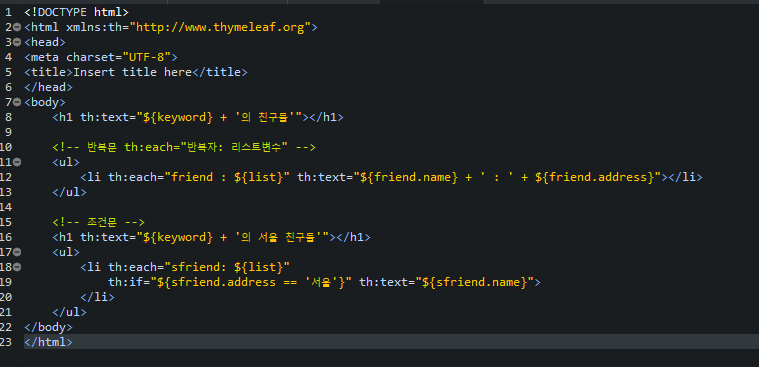 1 <!DOCTYPE html>
2 <html xmlns:th="http://www.thymeleaf.org">
3 <head>
4 <meta charset="UTF-8">
5 <title>Insert title here</title>
6 </head>
7 <body>
8     <h1 th:text="${keyword} + '의 친구들'"></h1>
9
10     <!-- 반복문 th:each="반복자: 리스트변수" -->
11     <ul>
12         <li th:each="friend : ${list}" th:text="${friend.name} + ' : ' + ${friend.address}"></li>
13     </ul>
14
15     <!-- 조건문 -->
16     <h1 th:text="${keyword} + '의 서울 친구들'"></h1>
17     <ul>
18         <li th:each="sfriend: ${list}"
19             th:if="${sfriend.address == '서울'}" th:text="${sfriend.name}">
20         </li>
21     </ul>
22 </body>
23 </html>